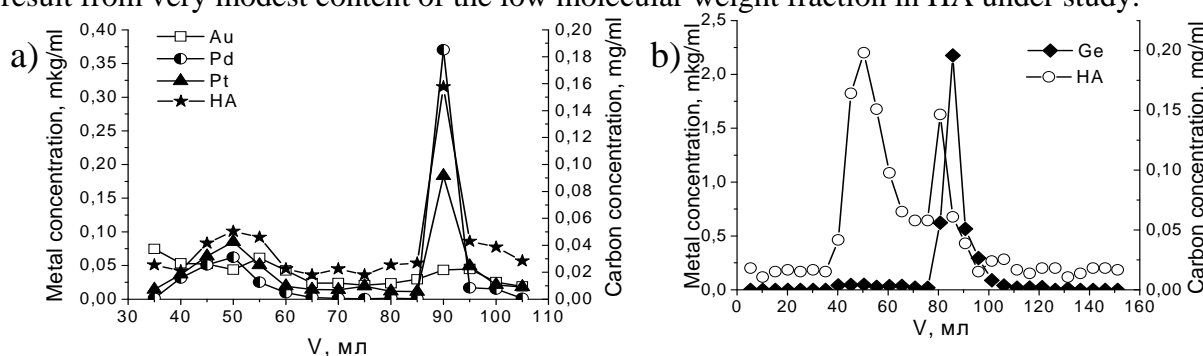 result from very modest content of the low molecular weight fraction in HA under study.
a)
Au
Pd
Pt
HA
Metal concentration, mkg/ml
0,40
0,35
0,30
0,25
0,20
0,15
0,10
0,05
0,00
30 40 50 60 70 80 90 100 110
V, мл
0,20
0,18
0,16
0,14
0,12
0,10
0,08
0,06
0,04
0,02
0,00
Carbon concentration, mg/ml
b)
Ge
HA
Metal concentration, mkg/ml
2,5
2,0
1,5
1,0
0,5
0,0
0 20 40 60 80 100 120 140 160
V, мл
0,20
0,15
0,10
0,05
0,00
Carbon concentration, mg/ml